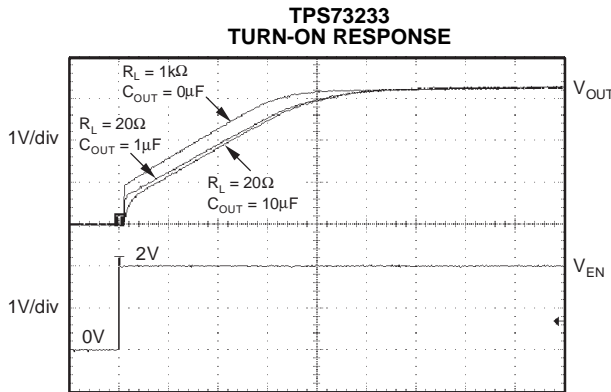 TPS73233
TURN-ON RESPONSE
R_L = 1kΩ
C_OUT = 0μF
V_OUT
1V/div
R_L = 20Ω
C_OUT = 1μF
R_L = 20Ω
C_OUT = 10μF
2V
V_EN
1V/div
0V